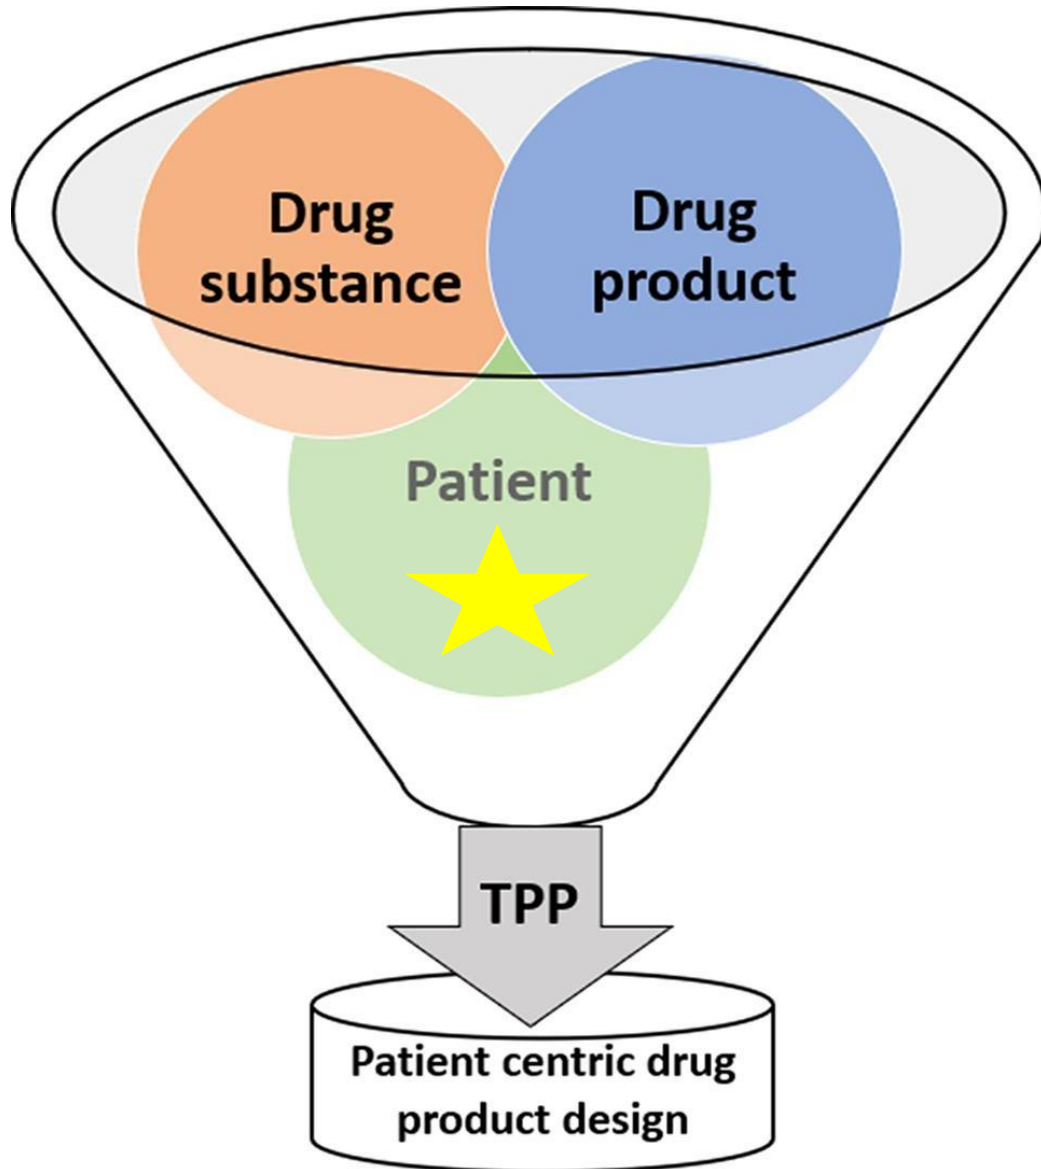 Drug
substance
Drug
product
Patient
TPP
Patient centric drug
product design